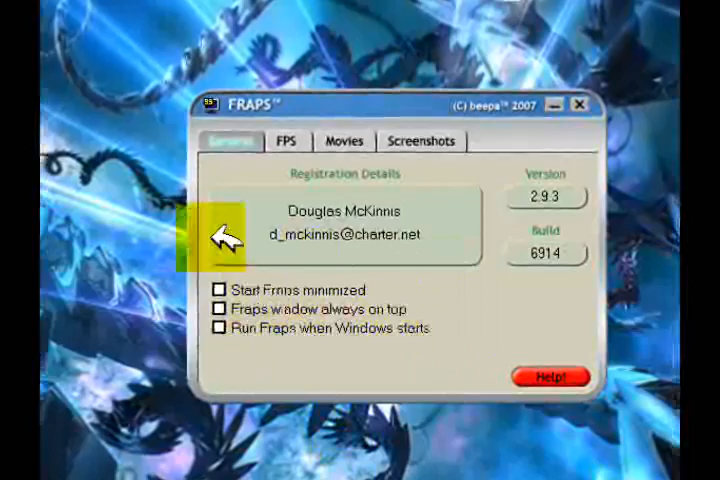 FRAPS™ (C) beepa™ 2007
General FPS Movies Screenshots
Registration Details Version
2.9.3
Douglas McKinnis
d_mckinnis@charter.net
Build
6914
Start Fraps minimized
Fraps window always on top
Run Fraps when Windows starts
Help!